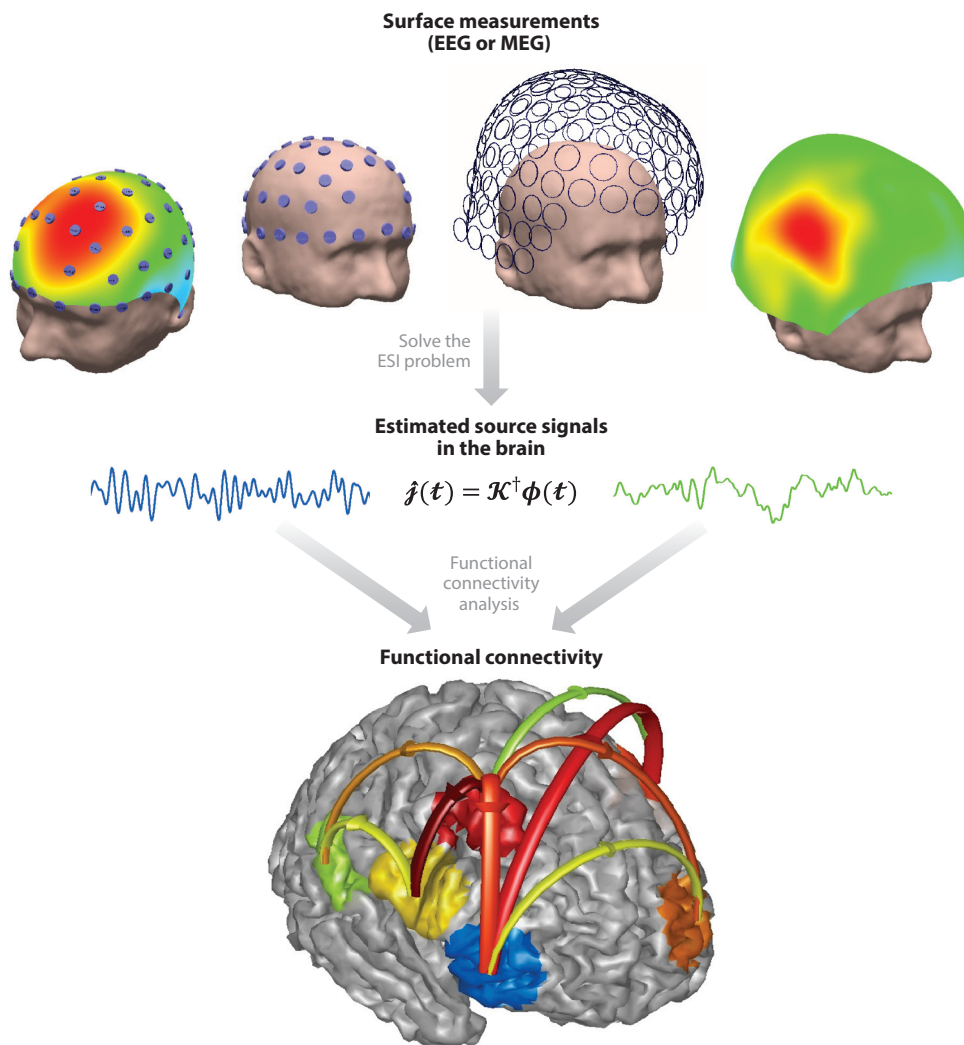 Surface measurements
(EEG or MEG)
Solve the
ESI problem
Estimated source signals
in the brain
ĵ(t) = 𝒦†ϕ(t)
Functional
connectivity
analysis
Functional connectivity